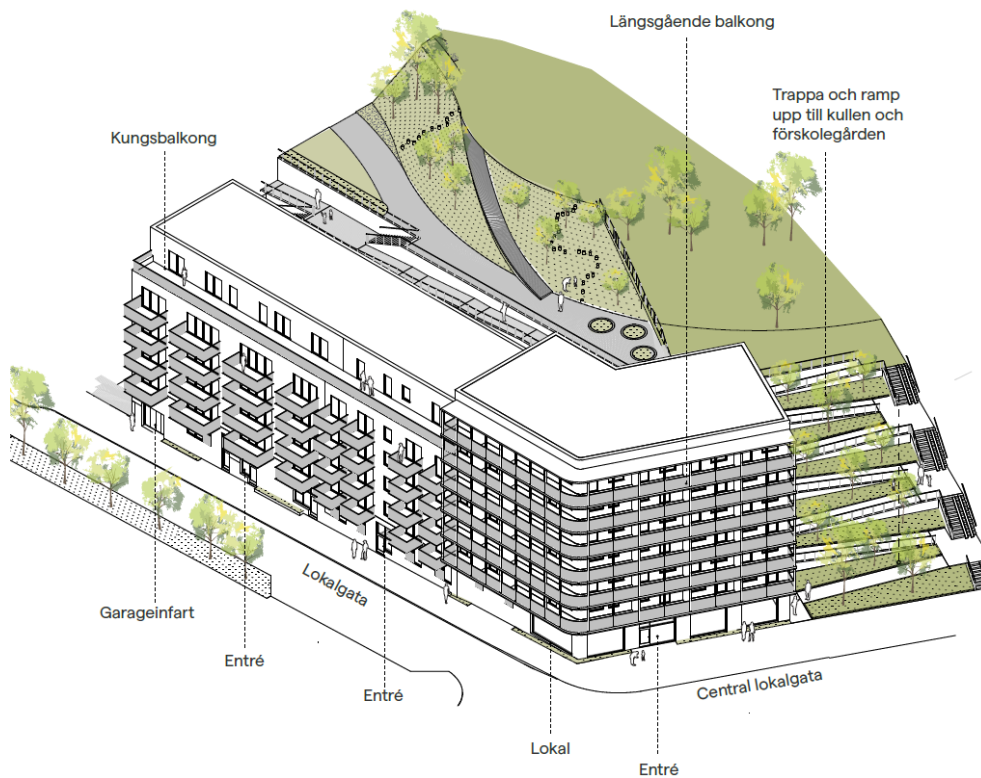 Längsgående balkong
Trappa och ramp
upp till kullen och
förskolegården
Kungsbalkong
Lokalgata
Garageinfart
Entré
Entré
Central lokalgata
Lokal
Entré